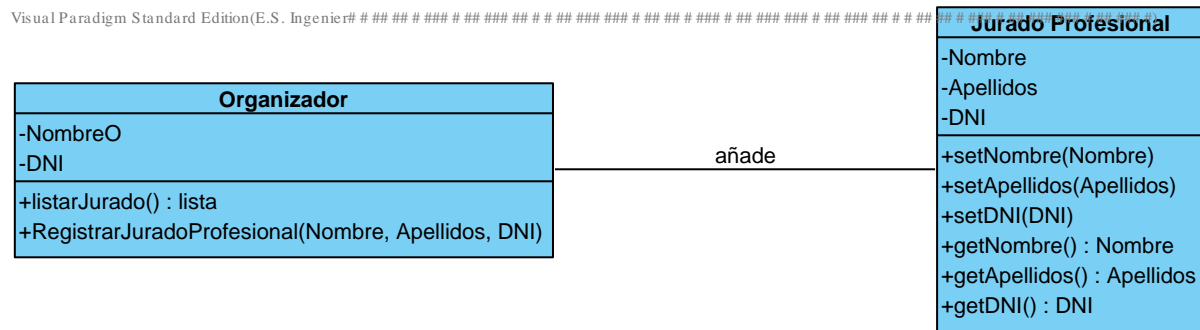 Visual Paradigm Standard Edition(E.S. Ingenier# # ## ## # ### # ## ### ## # # ## ### ### # ## ## # ### # ## ### ### # ## ### ## # # ## ## ## # ### # ## ### ### ### # ## ### #)
Jurado Profesional
-Nombre
-Apellidos
-DNI
+setNombre(Nombre)
+setApellidos(Apellidos)
+setDNI(DNI)
+getNombre() : Nombre
+getApellidos() : Apellidos
+getDNI() : DNI
Organizador
-NombreO
-DNI
+listarJurado() : lista
+RegistrarJuradoProfesional(Nombre, Apellidos, DNI)
añade